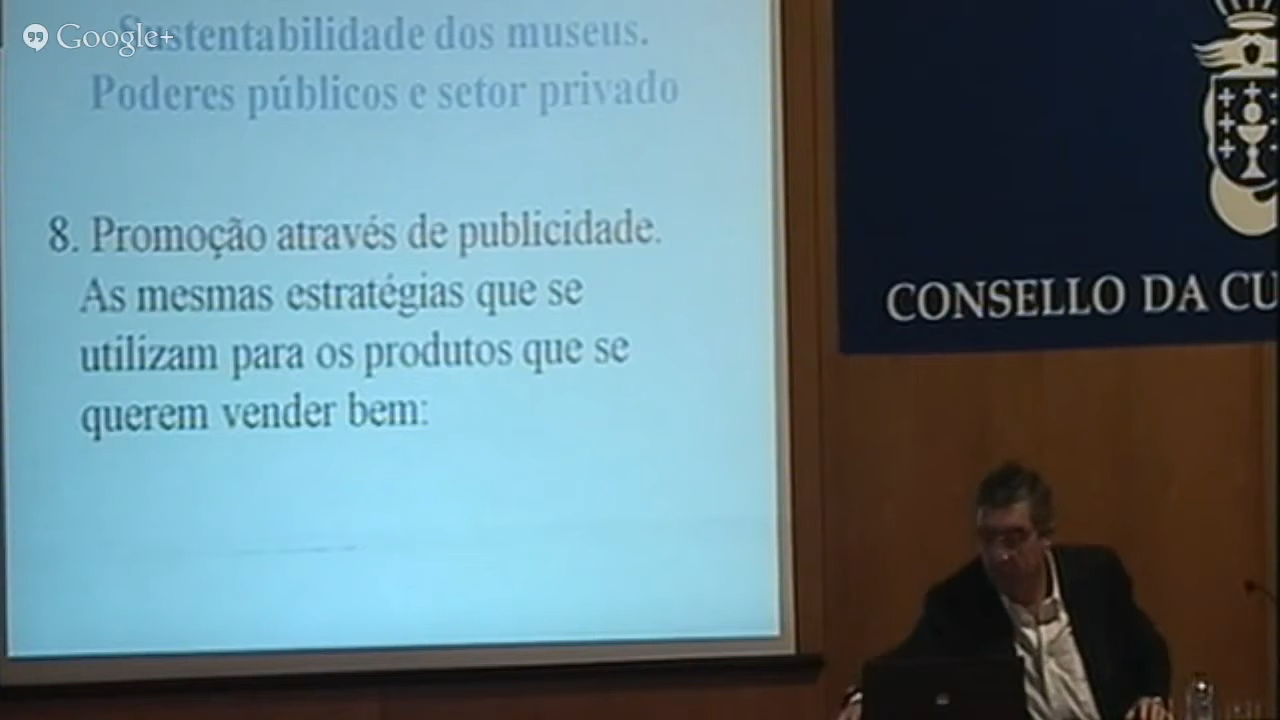 Google+
Sustentabilidade dos museus.
Poderes públicos e setor privado
8. Promoção através de publicidade.
As mesmas estratégias que se
utilizam para os produtos que se
querem vender bem:
CONSELLO DA CU